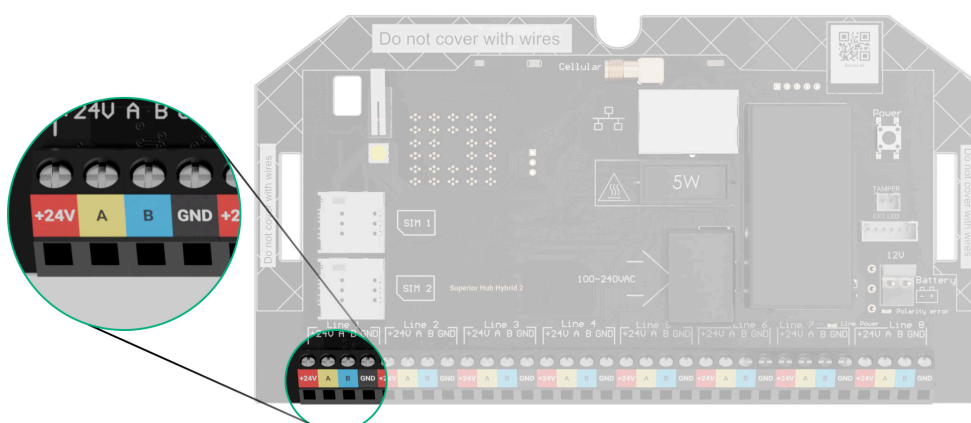 Do not cover with wires
Cellular
Power
+24V A B
Do not cover with wires
Do not cover with wires
5W
TAMPER
EXT LED
+24V A B GND +2
SIM 1
12V
100-240VAC
SIM 2
Superior Hub Hybrid 2
Battery
- +
Polarity error
Line 2 Line 3 Line 4 Line 5 Line 6 Line 7 Line Power Line 8
+24V A B GND +24V A B GND +24V A B GND +24V A B GND +24V A B GND +24V A B GND +24V A B GND +24V A B GND
+24V A B GND +24V A B GND +24V A B GND +24V A B GND +24V A B GND +24V A B GND +24V A B GND +24V A B GND